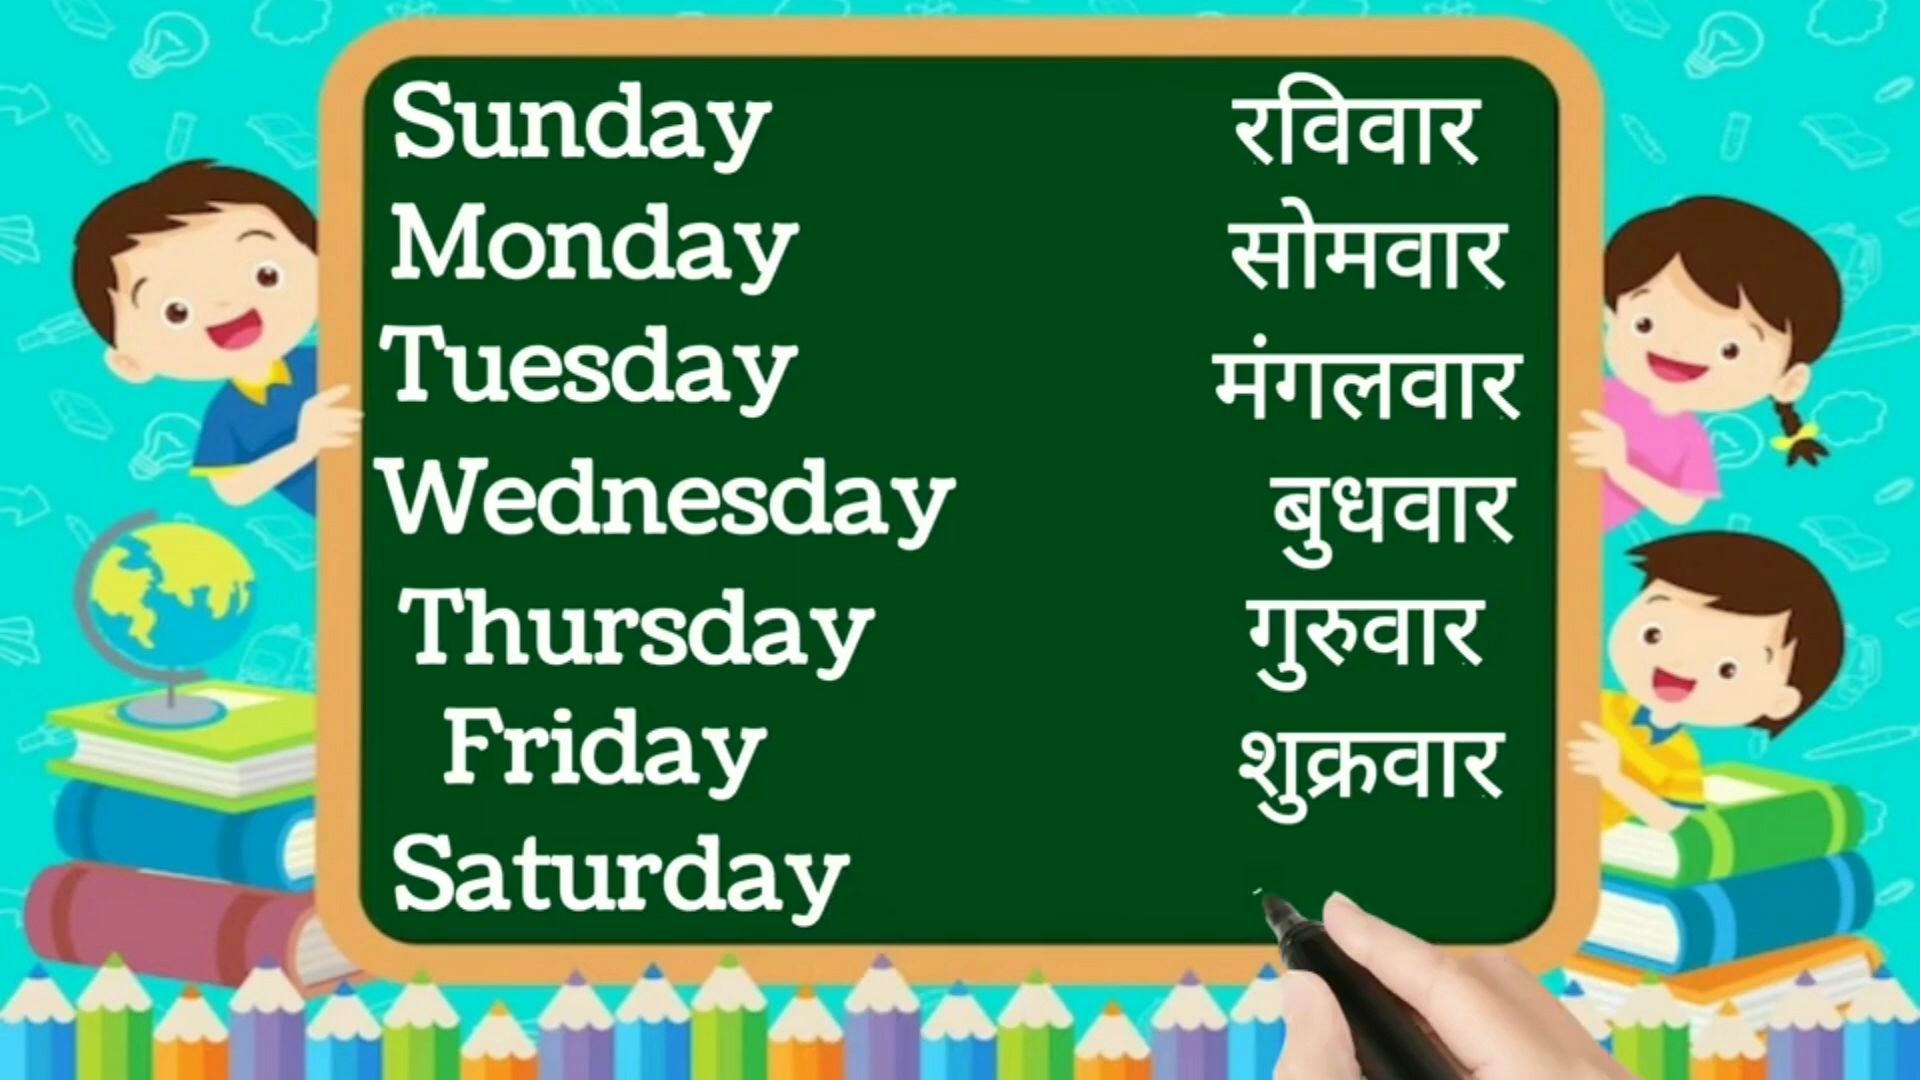 Sunday रविवार
Monday सोमवार
Tuesday मंगलवार
Wednesday बुधवार
Thursday गुरुवार
Friday शुक्रवार
Saturday